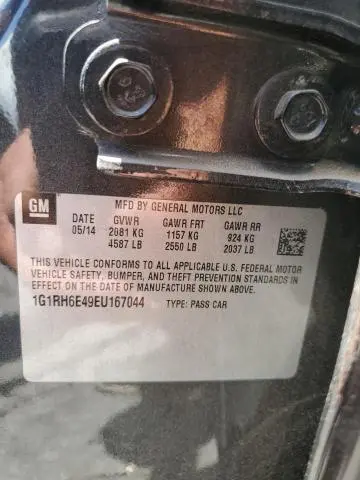 GM
MFD BY GENERAL MOTORS LLC
DATE GVWR GAWR FRT GAWR RR
05/14 2081 KG 1157 KG 924 KG
4587 LB 2550 LB 2037 LB
THIS VEHICLE CONFORMS TO ALL APPLICABLE U.S. FEDERAL MOTOR
VEHICLE SAFETY, BUMPER, AND THEFT PREVENTION STANDARDS IN
EFFECT ON THE DATE OF MANUFACTURE SHOWN ABOVE.
1G1RH6E49EU167044 TYPE: PASS CAR